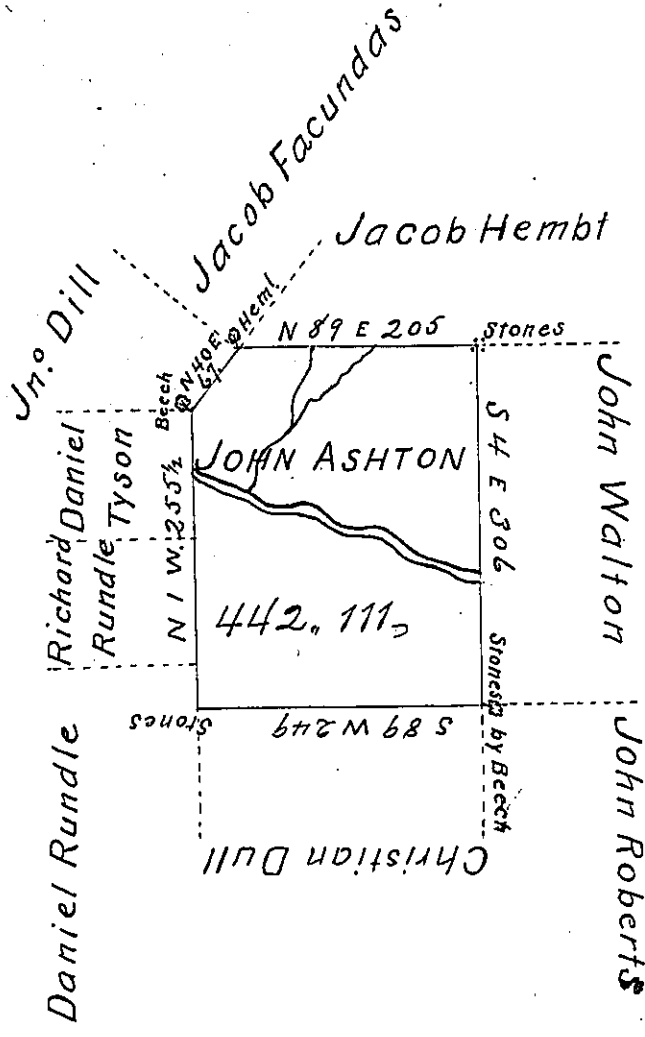 Jacob Facundas
Jacob Hembt
Jn.o Dill
Heml
N 40 E
67
Beech
N 89 E 205
Stones
John Walton
S 4 E 306
JOHN ASHTON
Daniel
Tyson
Richard
Rundle
N 1 W. 255½
442. 111
Stones
S 89 W 249
Stones by Beech
Christian Dull
Daniel Rundle
John Roberts